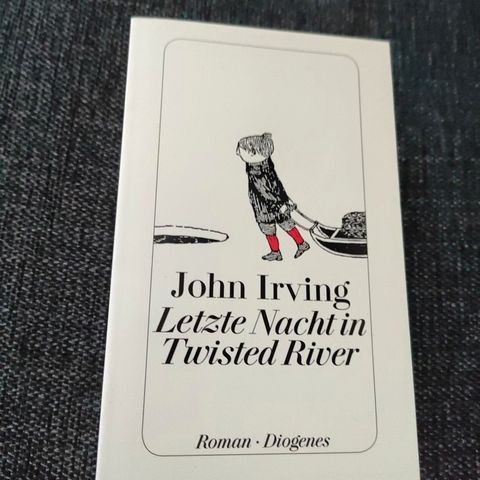 John Irving
Letzte Nacht in
Twisted River
Roman · Diogenes